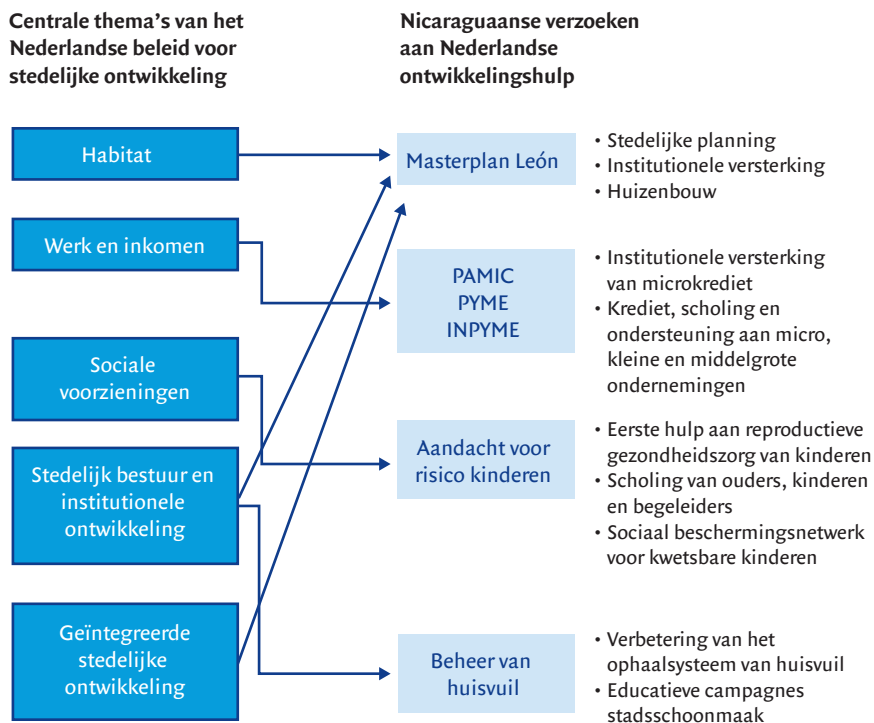 Centrale thema's van het
Nederlandse beleid voor
stedelijke ontwikkeling
Nicaraguaanse verzoeken
aan Nederlandse
ontwikkelingshulp
Habitat
Masterplan León
• Stedelijke planning
• Institutionele versterking
• Huizenbouw
Werk en inkomen
PAMIC
PYME
INPYME
• Institutionele versterking
van microkrediet
• Krediet, scholing en
ondersteuning aan micro,
kleine en middelgrote
ondernemingen
Sociale
voorzieningen
Aandacht voor
risico kinderen
• Eerste hulp aan reproductieve
gezondheidszorg van kinderen
• Scholing van ouders, kinderen
en begeleiders
• Sociaal beschermingsnetwerk
voor kwetsbare kinderen
Stedelijk bestuur en
institutionele
ontwikkeling
Geïntegreerde
stedelijke
ontwikkeling
Beheer van
huisvuil
• Verbetering van het
ophaalsysteem van huisvuil
• Educatieve campagnes
stadsschoonmaak